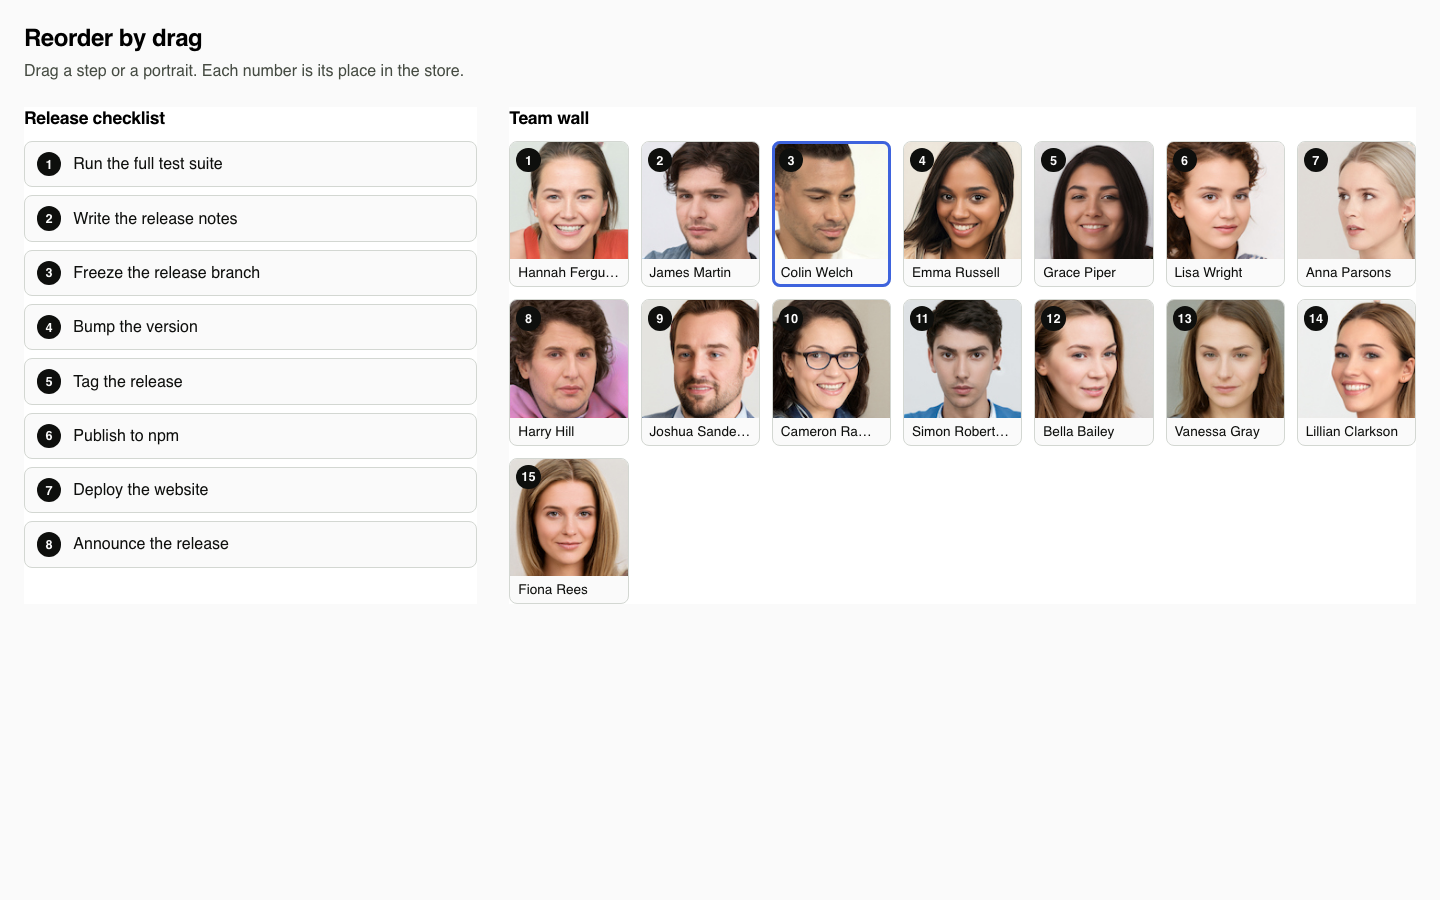 Reorder by drag
Drag a step or a portrait. Each number is its place in the store.
Release checklist
1 Run the full test suite
2 Write the release notes
3 Freeze the release branch
4 Bump the version
5 Tag the release
6 Publish to npm
7 Deploy the website
8 Announce the release
Team wall
1 2 3 4 5 6 7
Hannah Fergu… James Martin Colin Welch Emma Russell Grace Piper Lisa Wright Anna Parsons
8 9 10 11 12 13 14
Harry Hill Joshua Sande… Cameron Ra… Simon Robert… Bella Bailey Vanessa Gray Lillian Clarkson
15
Fiona Rees